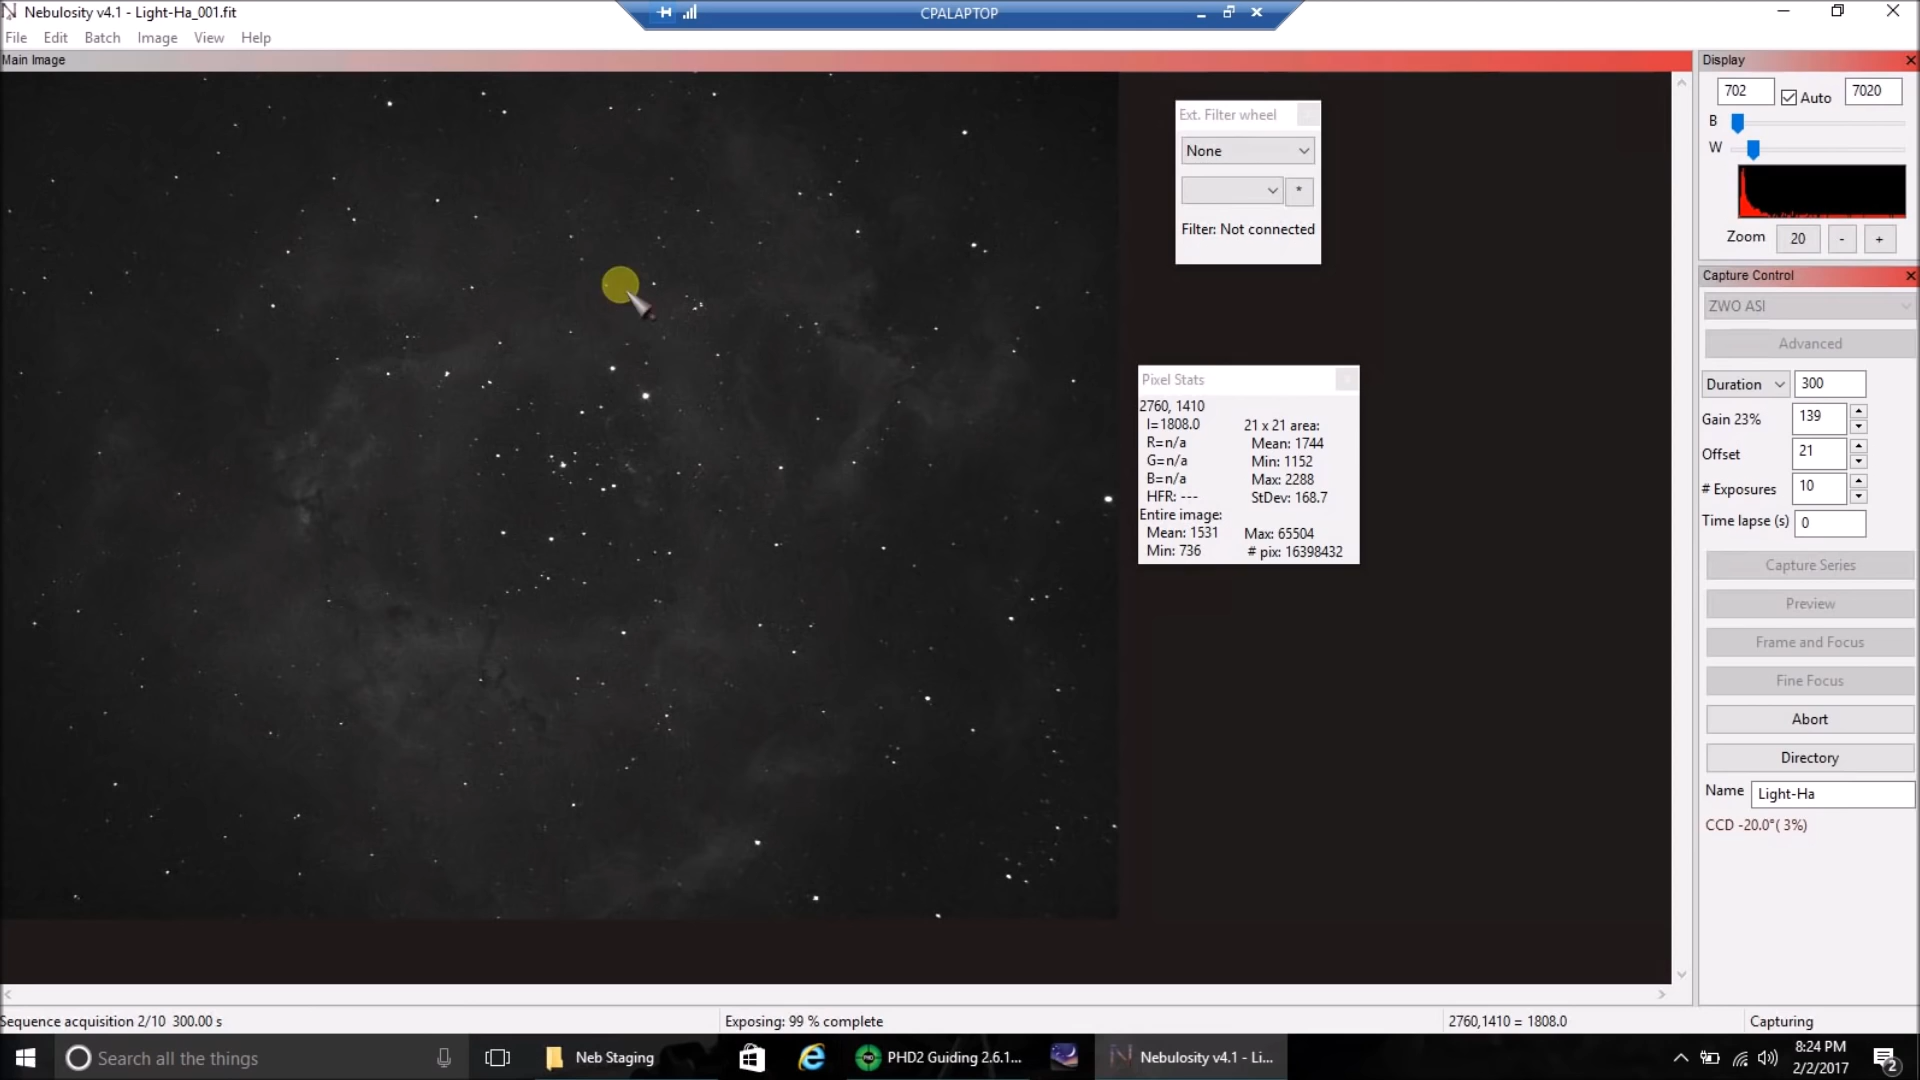 Nebulosity v4.1 - Light-Ha_001.fit
CPALAPTOP
File Edit Batch Image View Help
Main Image
Display
702 Auto 7020
B
W
Zoom 20 - +
Ext. Filter wheel
None
*
Filter: Not connected
Capture Control
ZWO ASI
Advanced
Duration 300
Gain 23% 139
Offset 21
# Exposures 10
Time lapse (s) 0
Capture Series
Preview
Frame and Focus
Fine Focus
Abort
Directory
Name Light-Ha
CCD -20.0°( 3%)
Pixel Stats
2760, 1410
I=1808.0 21 x 21 area:
R=n/a Mean: 1744
G=n/a Min: 1152
B=n/a Max: 2288
HFR: --- StDev: 168.7
Entire image:
Mean: 1531 Max: 65504
Min: 736 # pix: 16398432
Sequence acquisition 2/10 300.00 s
Exposing: 99 % complete
2760,1410 = 1808.0
Capturing
Search all the things
Neb Staging
PHD2 Guiding 2.6.1...
Nebulosity v4.1 - Li...
8:24 PM
2/2/2017
2